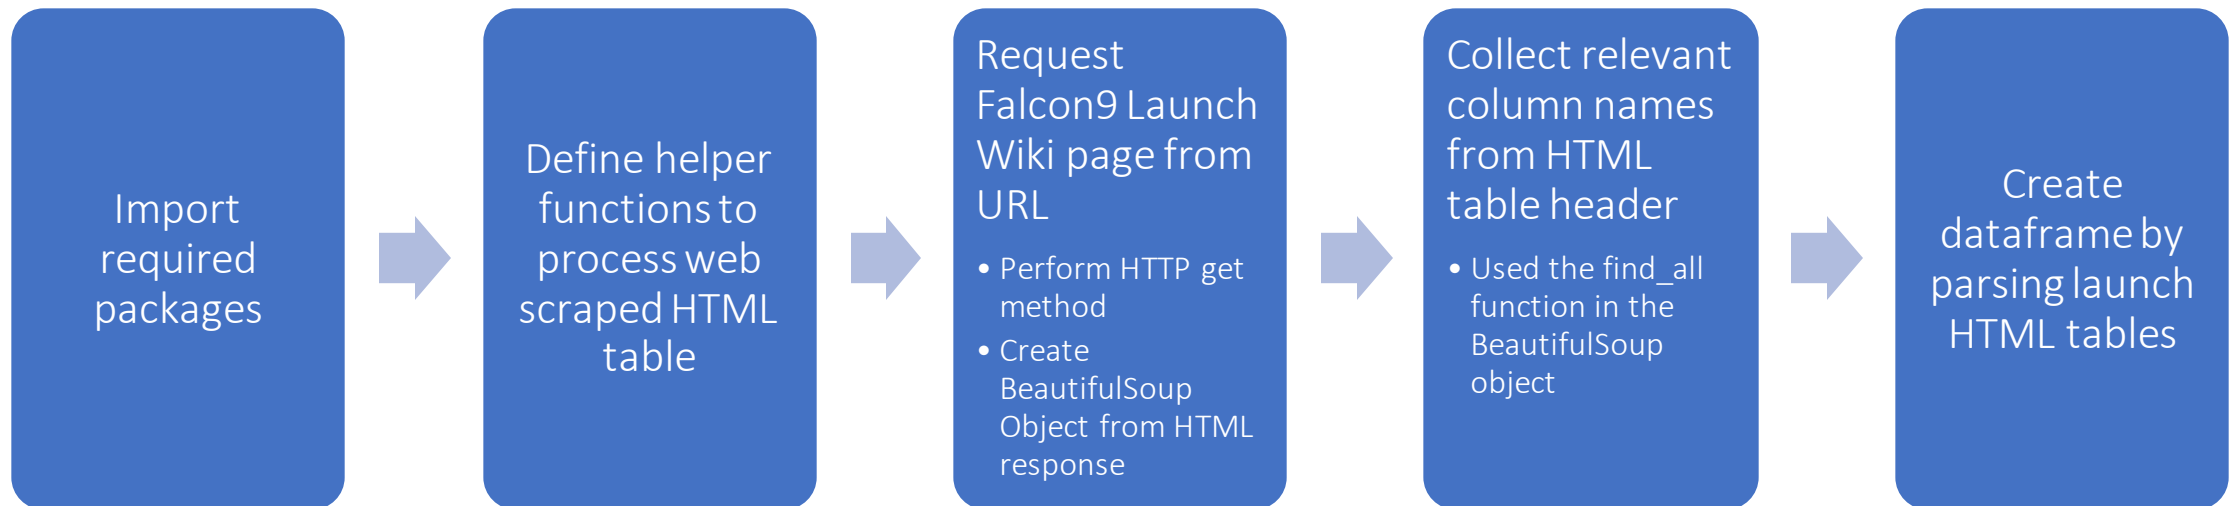 Import
required
packages
Define helper
functions to
process web
scraped HTML
table
Request
Falcon9 Launch
Wiki page from
URL
• Perform HTTP get
method
• Create
BeautifulSoup
Object from HTML
response
Collect relevant
column names
from HTML
table header
• Used the find_all
function in the
BeautifulSoup
object
Create
dataframe by
parsing launch
HTML tables